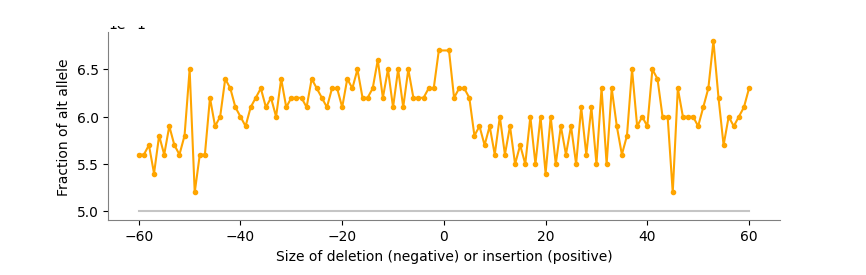 Fraction of alt allele
6.5
6.0
5.5
5.0
−60 −40 −20 0 20 40 60
Size of deletion (negative) or insertion (positive)